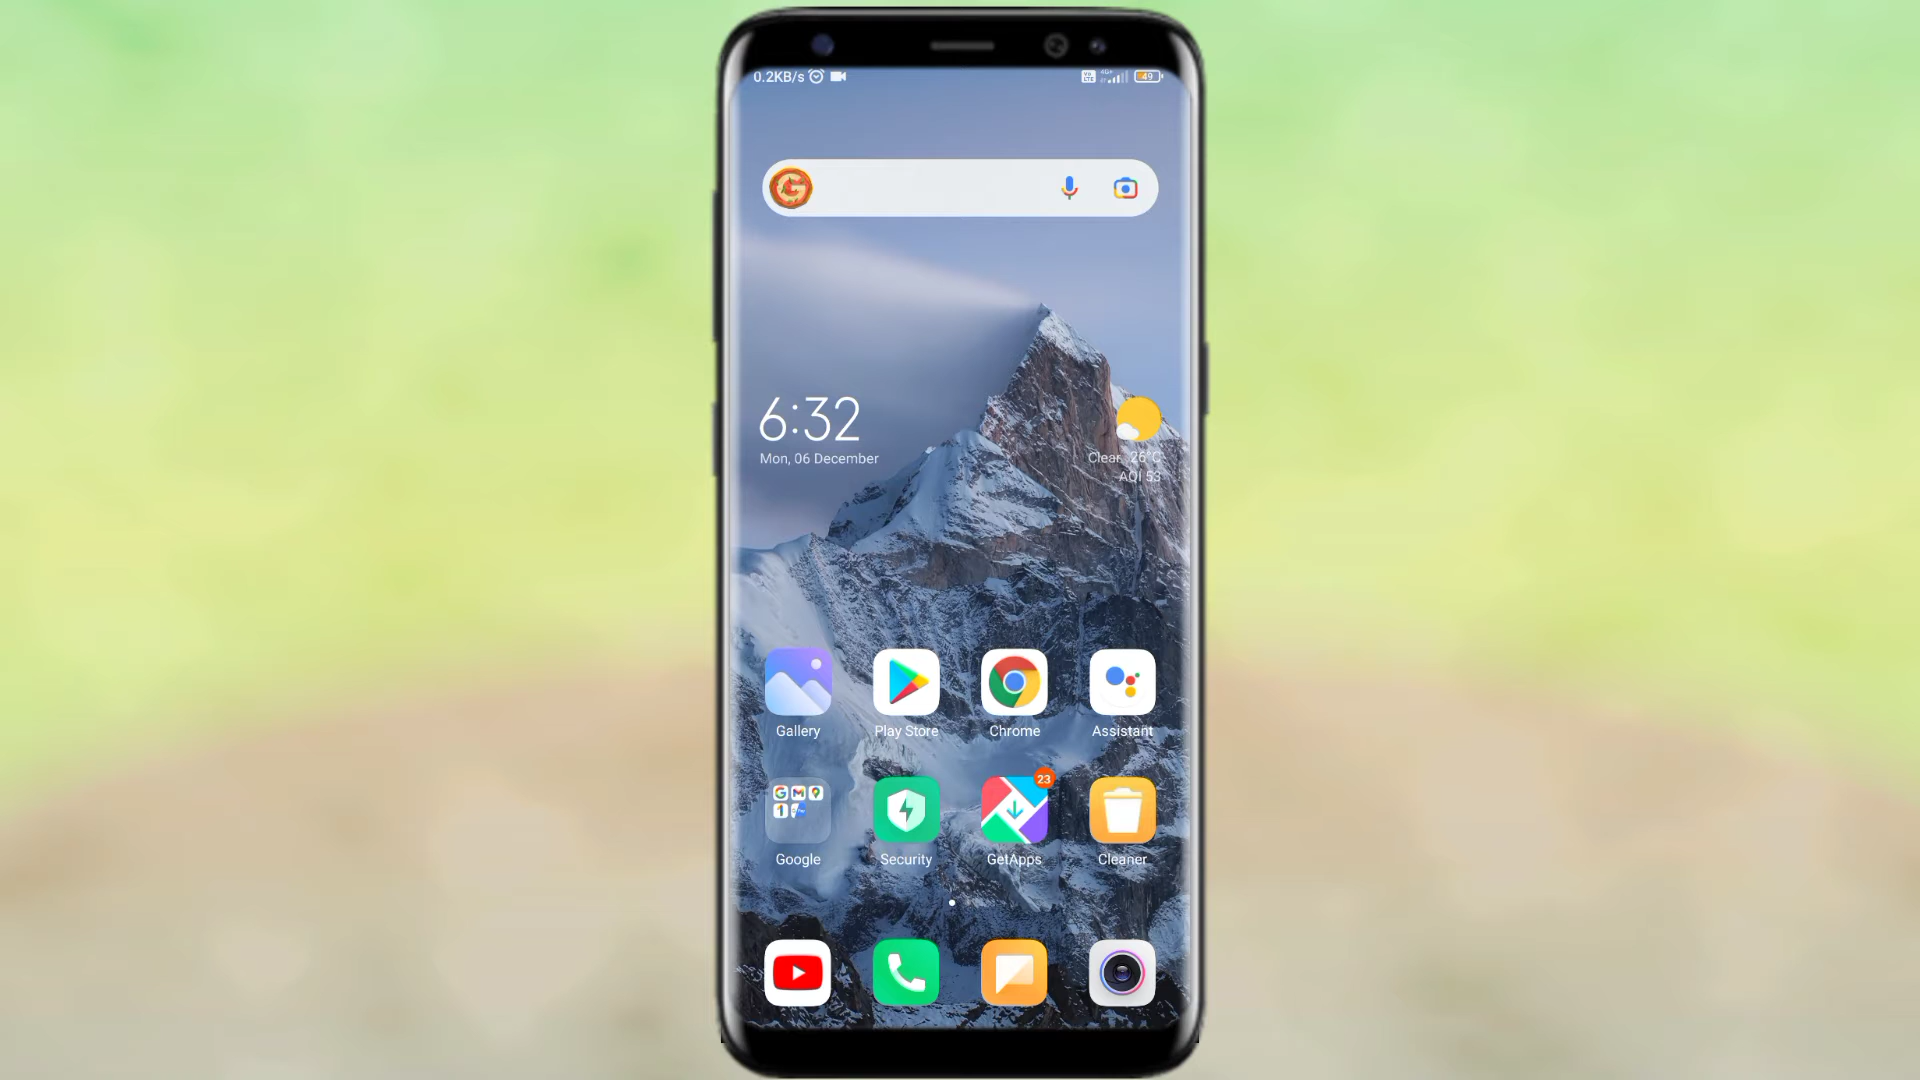 0.2KB/s
49
6:32
Mon, 06 December
Clear 26°C
AQI 53
Gallery
Play Store
Chrome
Assistant
23
Google
Security
GetApps
Cleaner